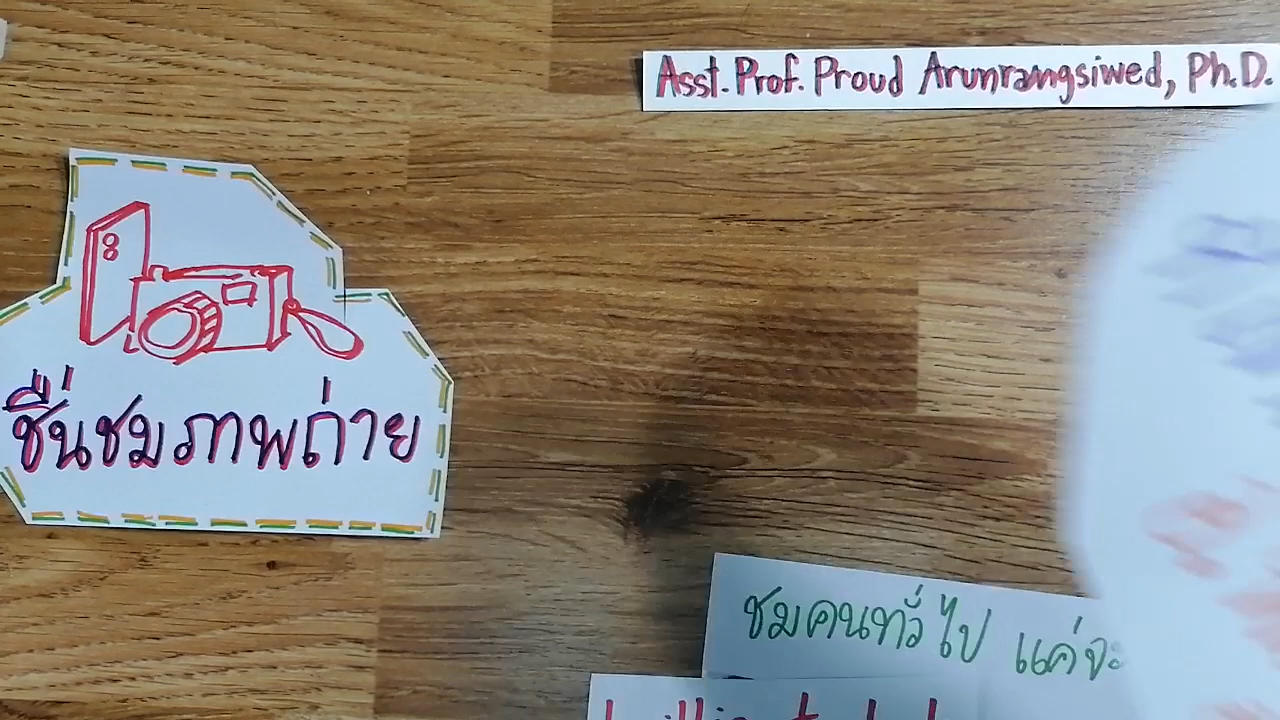 Asst. Prof. Proud Arunrangsiwed, Ph.D.
ชื่นชมภาพถ่าย
ชมคนทั่วไป แค่จะ